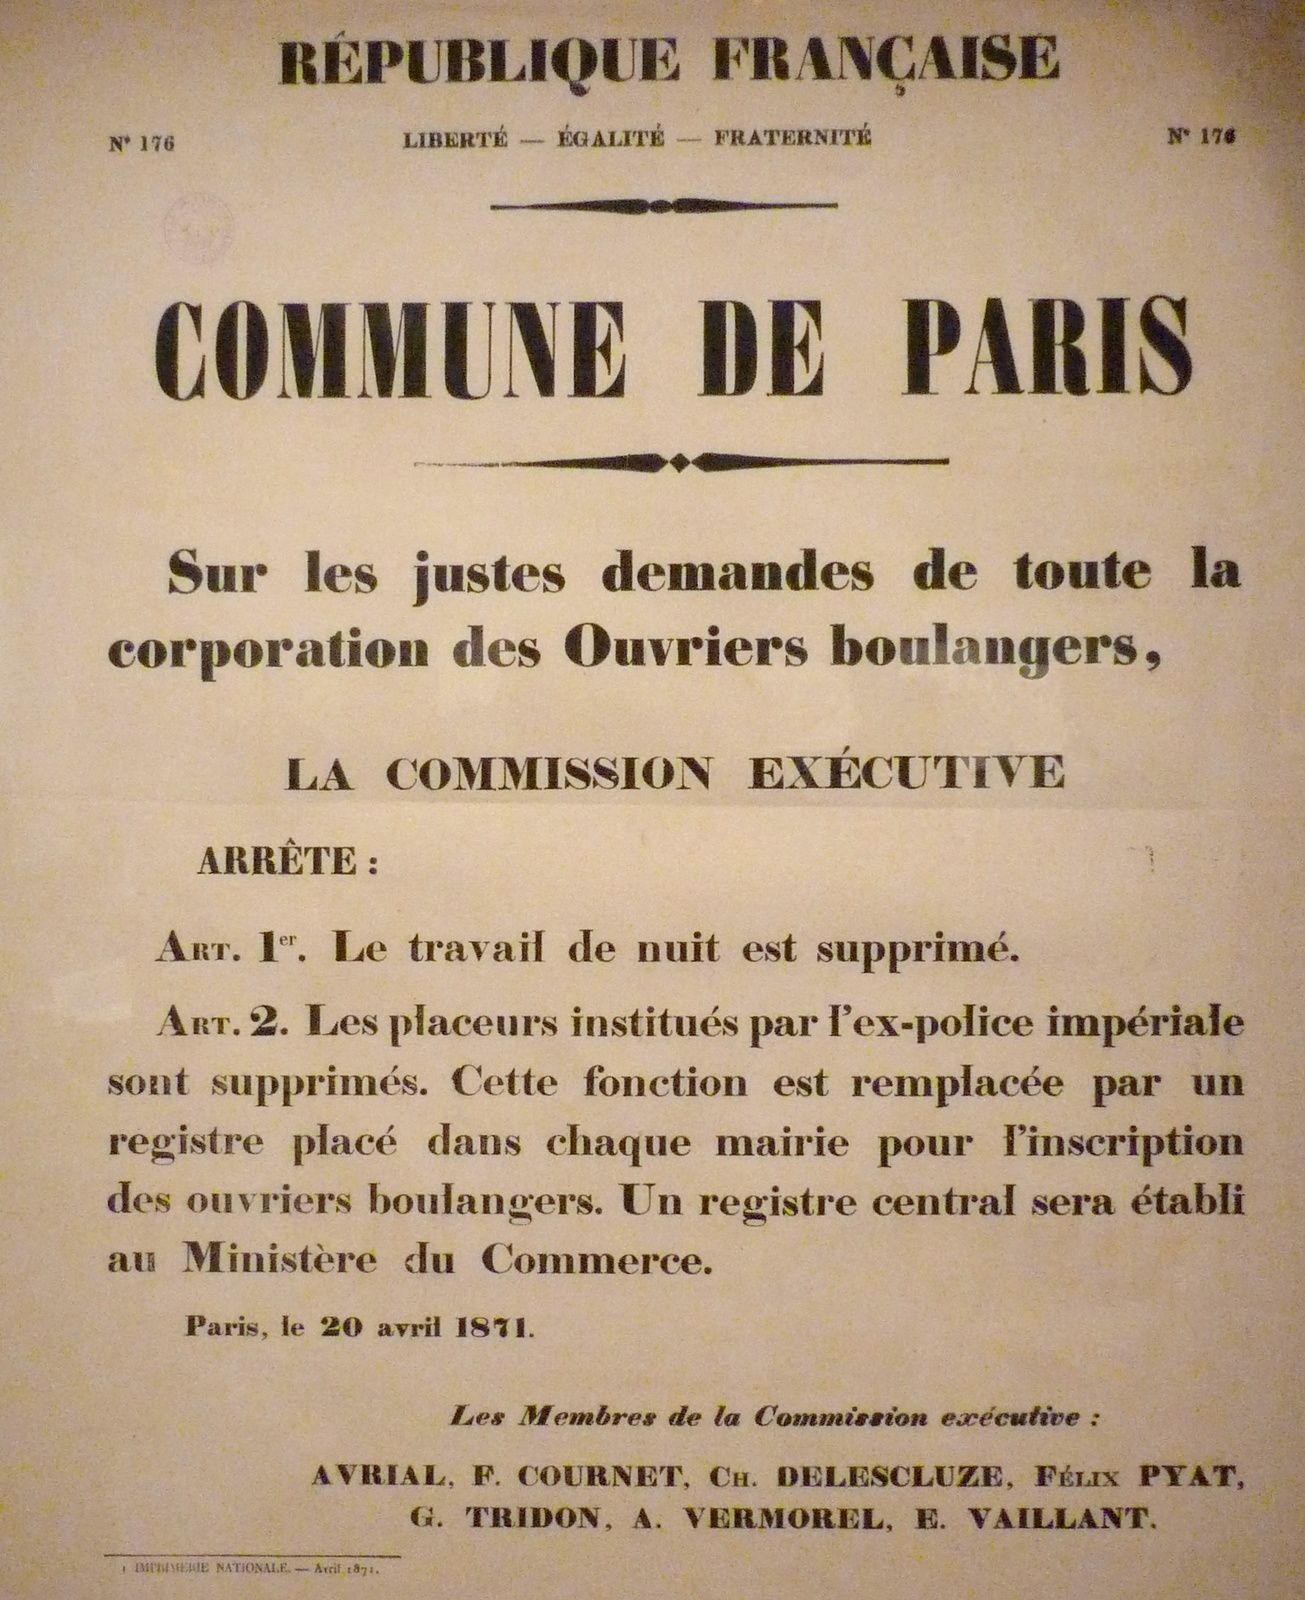 RÉPUBLIQUE FRANÇAISE
N° 176 LIBERTÉ — ÉGALITÉ — FRATERNITÉ N° 176
COMMUNE DE PARIS
Sur les justes demandes de toute la
corporation des Ouvriers boulangers,
LA COMMISSION EXÉCUTIVE
ARRÊTE :
ART. 1er. Le travail de nuit est supprimé.
ART. 2. Les placeurs institués par l'ex-police impériale
sont supprimés. Cette fonction est remplacée par un
registre placé dans chaque mairie pour l'inscription
des ouvriers boulangers. Un registre central sera établi
au Ministère du Commerce.
Paris, le 20 avril 1871.
Les Membres de la Commission exécutive :
AVRIAL, F. COURNET, CH. DELESCLUZE, FÉLIX PYAT,
G. TRIDON, A. VERMOREL, E. VAILLANT.
1 IMPRIMERIE NATIONALE. — Avril 1871.